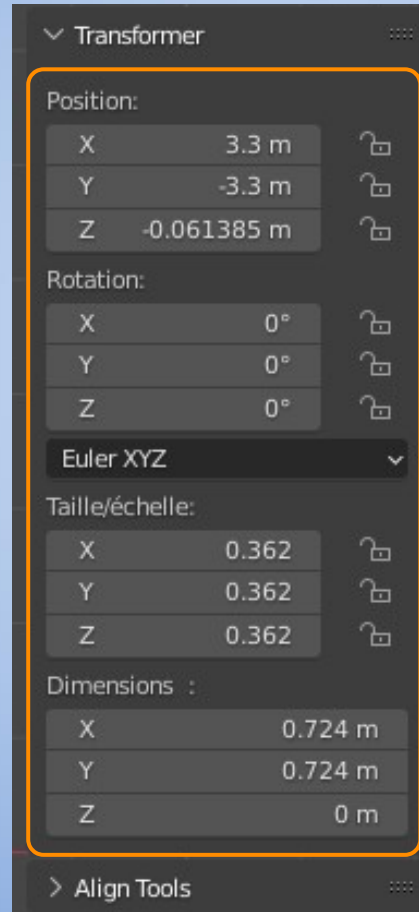 Transformer
Position:
X 3.3 m
Y -3.3 m
Z -0.061385 m
Rotation:
X 0°
Y 0°
Z 0°
Euler XYZ
Taille/échelle:
X 0.362
Y 0.362
Z 0.362
Dimensions :
X 0.724 m
Y 0.724 m
Z 0 m
Align Tools